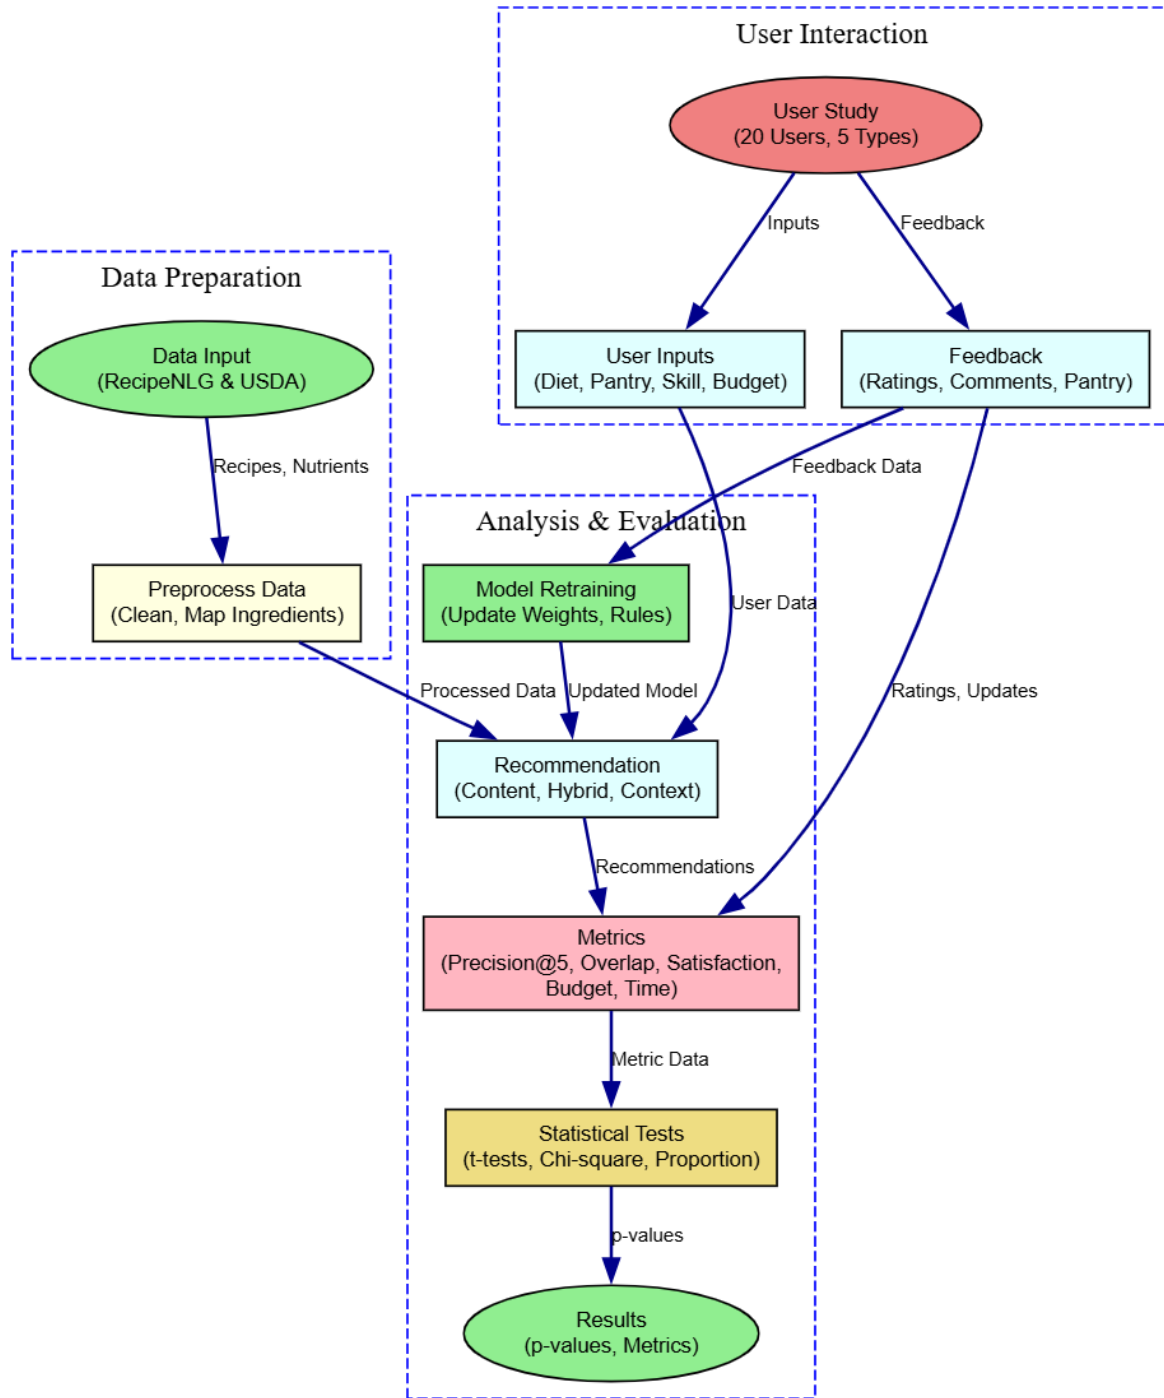 User Interaction
User Study
(20 Users, 5 Types)
Inputs
Feedback
Data Preparation
Data Input
(RecipeNLG & USDA)
User Inputs
(Diet, Pantry, Skill, Budget)
Feedback
(Ratings, Comments, Pantry)
Recipes, Nutrients
Feedback Data
Analysis & Evaluation
Preprocess Data
(Clean, Map Ingredients)
Model Retraining
(Update Weights, Rules)
User Data
Processed Data
Updated Model
Ratings, Updates
Recommendation
(Content, Hybrid, Context)
Recommendations
Metrics
(Precision@5, Overlap, Satisfaction,
Budget, Time)
Metric Data
Statistical Tests
(t-tests, Chi-square, Proportion)
p-values
Results
(p-values, Metrics)